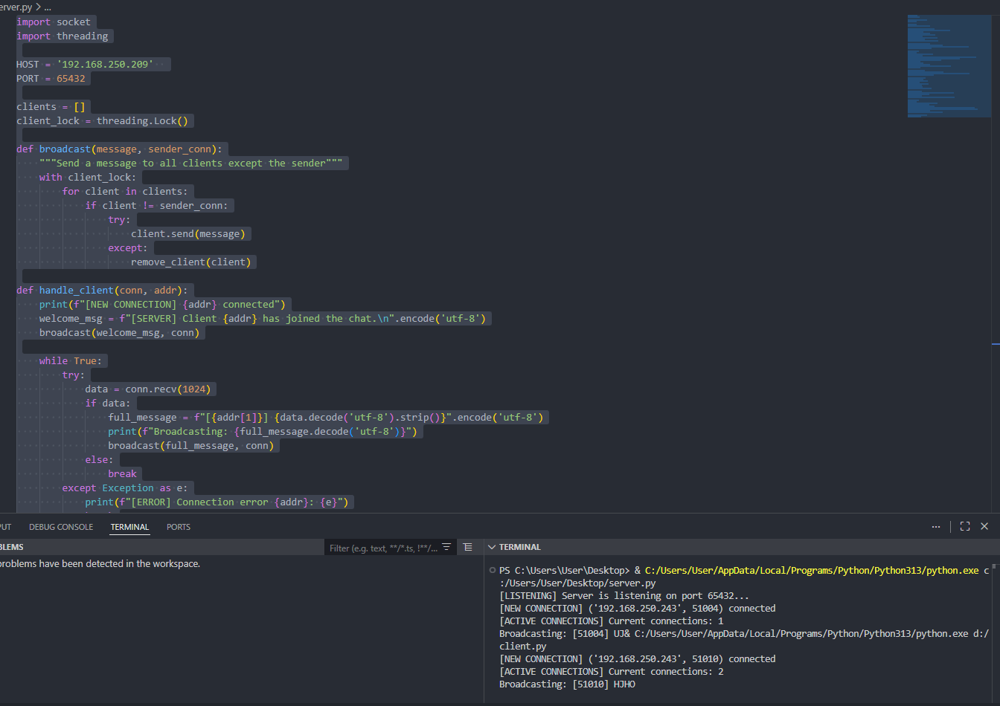 erver.py > ...
import socket
import threading
HOST = '192.168.250.209'
PORT = 65432
clients = []
client_lock = threading.Lock()
def broadcast(message, sender_conn):
"""Send a message to all clients except the sender"""
with client_lock:
for client in clients:
if client != sender_conn:
try:
client.send(message)
except:
remove_client(client)
def handle_client(conn, addr):
print(f"[NEW CONNECTION] {addr} connected")
welcome_msg = f"[SERVER] Client {addr} has joined the chat.\n".encode('utf-8')
broadcast(welcome_msg, conn)
while True:
try:
data = conn.recv(1024)
if data:
full_message = f"[{addr[1]}] {data.decode('utf-8').strip()}".encode('utf-8')
print(f"Broadcasting: {full_message.decode('utf-8')}")
broadcast(full_message, conn)
else:
break
except Exception as e:
print(f"[ERROR] Connection error {addr}: {e}")
PUT DEBUG CONSOLE TERMINAL PORTS
BLEMS
Filter (e.g. text, **/*.ts, !**/...
problems have been detected in the workspace.
TERMINAL
PS C:\Users\User\Desktop> & C:/Users/User/AppData/Local/Programs/Python/Python313/python.exe c
:/Users/User/Desktop/server.py
[LISTENING] Server is listening on port 65432...
[NEW CONNECTION] ('192.168.250.243', 51004) connected
[ACTIVE CONNECTIONS] Current connections: 1
Broadcasting: [51004] UJ& C:/Users/User/AppData/Local/Programs/Python/Python313/python.exe d:/
client.py
[NEW CONNECTION] ('192.168.250.243', 51010) connected
[ACTIVE CONNECTIONS] Current connections: 2
Broadcasting: [51010] HJHO